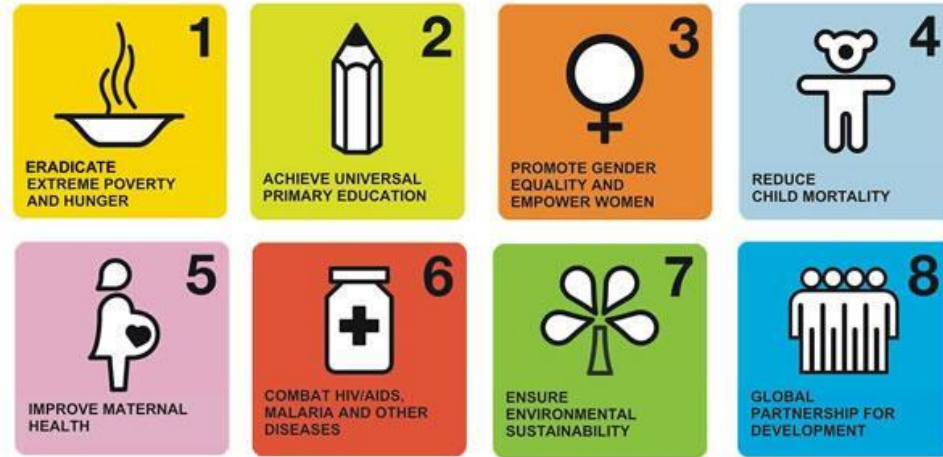 1
ERADICATE
EXTREME POVERTY
AND HUNGER
2
ACHIEVE UNIVERSAL
PRIMARY EDUCATION
3
PROMOTE GENDER
EQUALITY AND
EMPOWER WOMEN
4
REDUCE
CHILD MORTALITY
5
IMPROVE MATERNAL
HEALTH
6
COMBAT HIV/AIDS,
MALARIA AND OTHER
DISEASES
7
ENSURE
ENVIRONMENTAL
SUSTAINABILITY
8
GLOBAL
PARTNERSHIP FOR
DEVELOPMENT